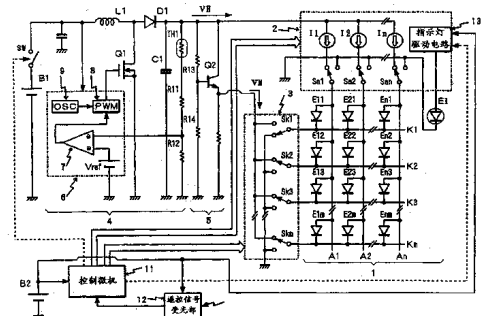 L1 D1 VH
13
2
I1 I2 In
指示灯
驱动电路
SW
Q1
TH1
Q2
B1
9 8
C1
R11
R13
VM
OSC PWM
Sa1 Sa2 San
E1
3
E11 E21 En1
Sk1
K1
R14
R12
7
Vref
6
E12 E22 En2
Sk2
K2
E13 E23 En3
Sk3
K3
4 5
E1m E2m Enm
Skm
Km
A1 A2 An
1
B2
11
控制微机
12
遥控信号
受光部